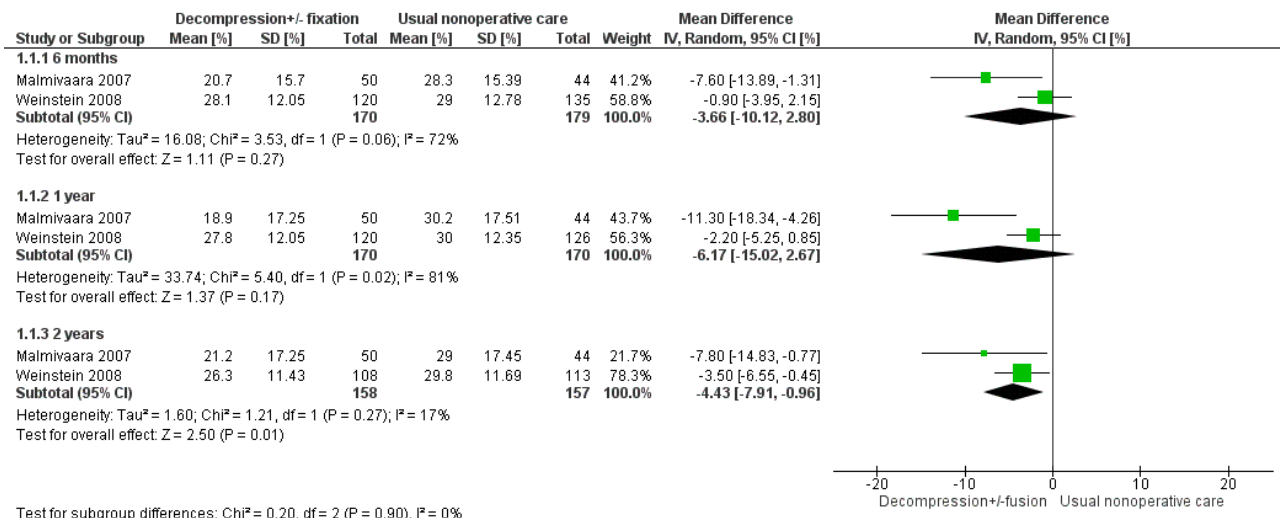 Decompression+/- fixation Usual nonoperative care Mean Difference Mean Difference
Study or Subgroup Mean [%] SD [%] Total Mean [%] SD [%] Total Weight IV, Random, 95% CI [%] IV, Random, 95% CI [%]
1.1.1 6 months
Malmivaara 2007 20.7 15.7 50 28.3 15.39 44 41.2% -7.60 [-13.89, -1.31]
Weinstein 2008 28.1 12.05 120 29 12.78 135 58.8% -0.90 [-3.95, 2.15]
Subtotal (95% CI) 170 179 100.0% -3.66 [-10.12, 2.80]
Heterogeneity: Tau² = 16.08; Chi² = 3.53, df = 1 (P = 0.06); I² = 72%
Test for overall effect: Z = 1.11 (P = 0.27)
1.1.2 1 year
Malmivaara 2007 18.9 17.25 50 30.2 17.51 44 43.7% -11.30 [-18.34, -4.26]
Weinstein 2008 27.8 12.05 120 30 12.35 126 56.3% -2.20 [-5.25, 0.85]
Subtotal (95% CI) 170 170 100.0% -6.17 [-15.02, 2.67]
Heterogeneity: Tau² = 33.74; Chi² = 5.40, df = 1 (P = 0.02); I² = 81%
Test for overall effect: Z = 1.37 (P = 0.17)
1.1.3 2 years
Malmivaara 2007 21.2 17.25 50 29 17.45 44 21.7% -7.80 [-14.83, -0.77]
Weinstein 2008 26.3 11.43 108 29.8 11.69 113 78.3% -3.50 [-6.55, -0.45]
Subtotal (95% CI) 158 157 100.0% -4.43 [-7.91, -0.96]
Heterogeneity: Tau² = 1.60; Chi² = 1.21, df = 1 (P = 0.27); I² = 17%
Test for overall effect: Z = 2.50 (P = 0.01)
-20 -10 0 10 20
Decompression+/-fusion Usual nonoperative care
Test for subgroup differences: Chi² = 0.20, df = 2 (P = 0.90), I² = 0%